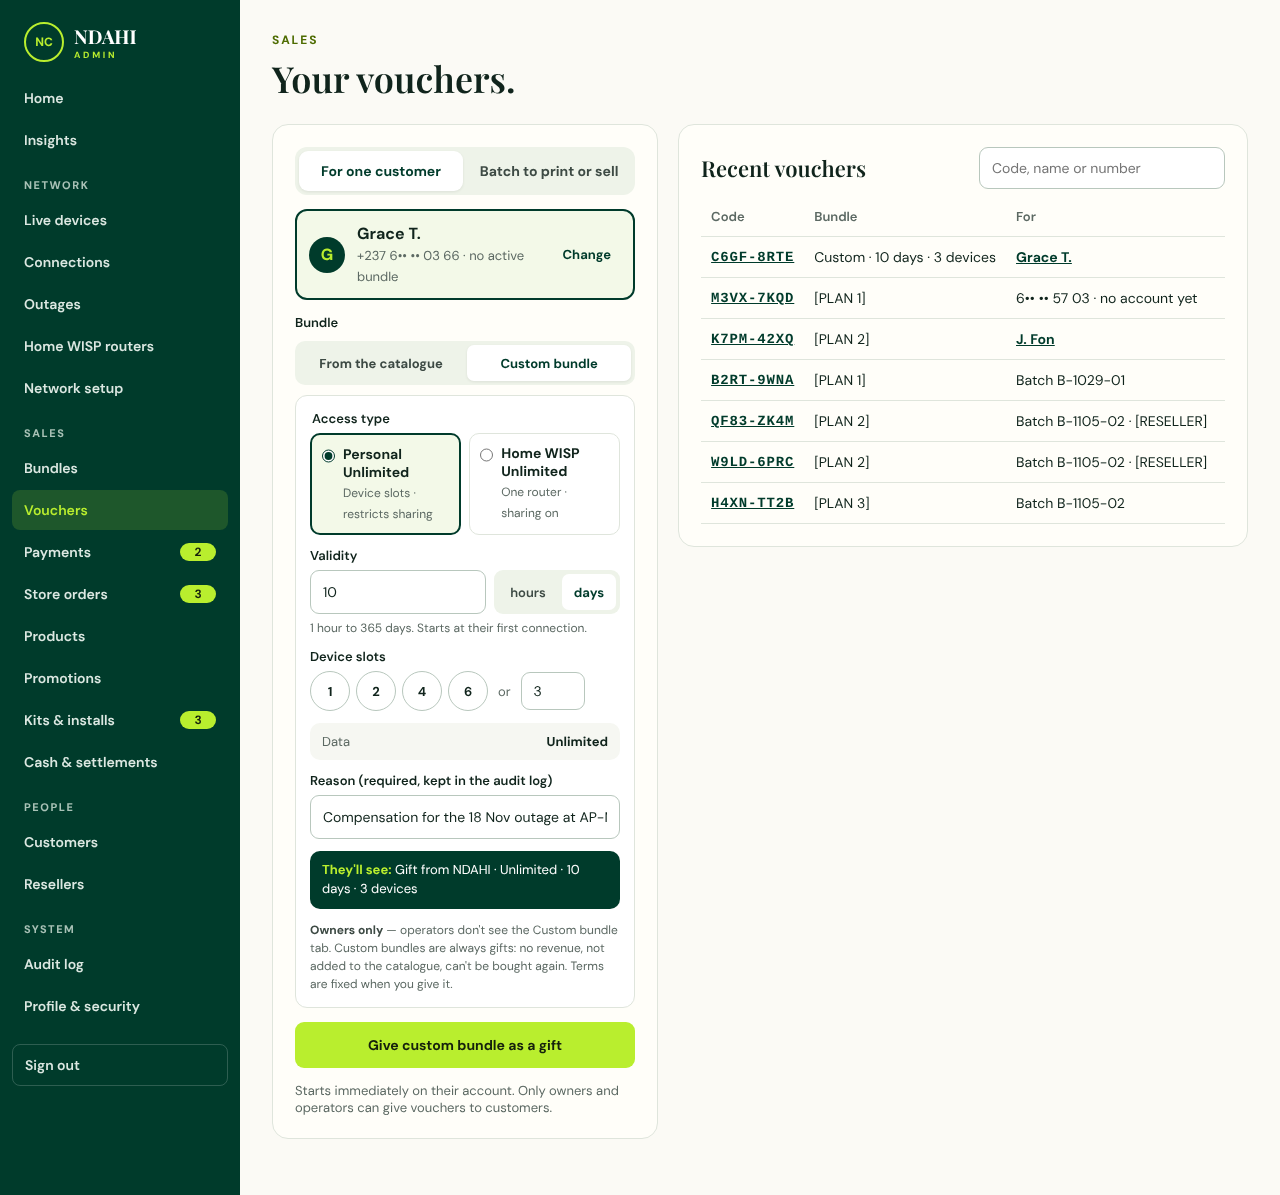 NC
NDAHI
ADMIN
Home
Insights
NETWORK
Live devices
Connections
Outages
Home WISP routers
Network setup
SALES
Bundles
Vouchers
Payments 2
Store orders 3
Products
Promotions
Kits & installs 3
Cash & settlements
PEOPLE
Customers
Resellers
SYSTEM
Audit log
Profile & security
Sign out
SALES
Your vouchers.
For one customer Batch to print or sell
G
Grace T.
+237 6•• •• 03 66 · no active
bundle
Change
Bundle
From the catalogue Custom bundle
Access type
Personal
Unlimited
Device slots ·
restricts sharing
Home WISP
Unlimited
One router ·
sharing on
Validity
10 hours days
1 hour to 365 days. Starts at their first connection.
Device slots
1 2 4 6 or 3
Data Unlimited
Reason (required, kept in the audit log)
Compensation for the 18 Nov outage at AP-
They'll see: Gift from NDAHI · Unlimited · 10
days · 3 devices
Owners only — operators don't see the Custom bundle
tab. Custom bundles are always gifts: no revenue, not
added to the catalogue, can't be bought again. Terms
are fixed when you give it.
Give custom bundle as a gift
Starts immediately on their account. Only owners and
operators can give vouchers to customers.
Recent vouchers
Code, name or number
Code Bundle For
C6GF-8RTE Custom · 10 days · 3 devices Grace T.
M3VX-7KQD [PLAN 1] 6•• •• 57 03 · no account yet
K7PM-42XQ [PLAN 2] J. Fon
B2RT-9WNA [PLAN 1] Batch B-1029-01
QF83-ZK4M [PLAN 2] Batch B-1105-02 · [RESELLER]
W9LD-6PRC [PLAN 2] Batch B-1105-02 · [RESELLER]
H4XN-TT2B [PLAN 3] Batch B-1105-02